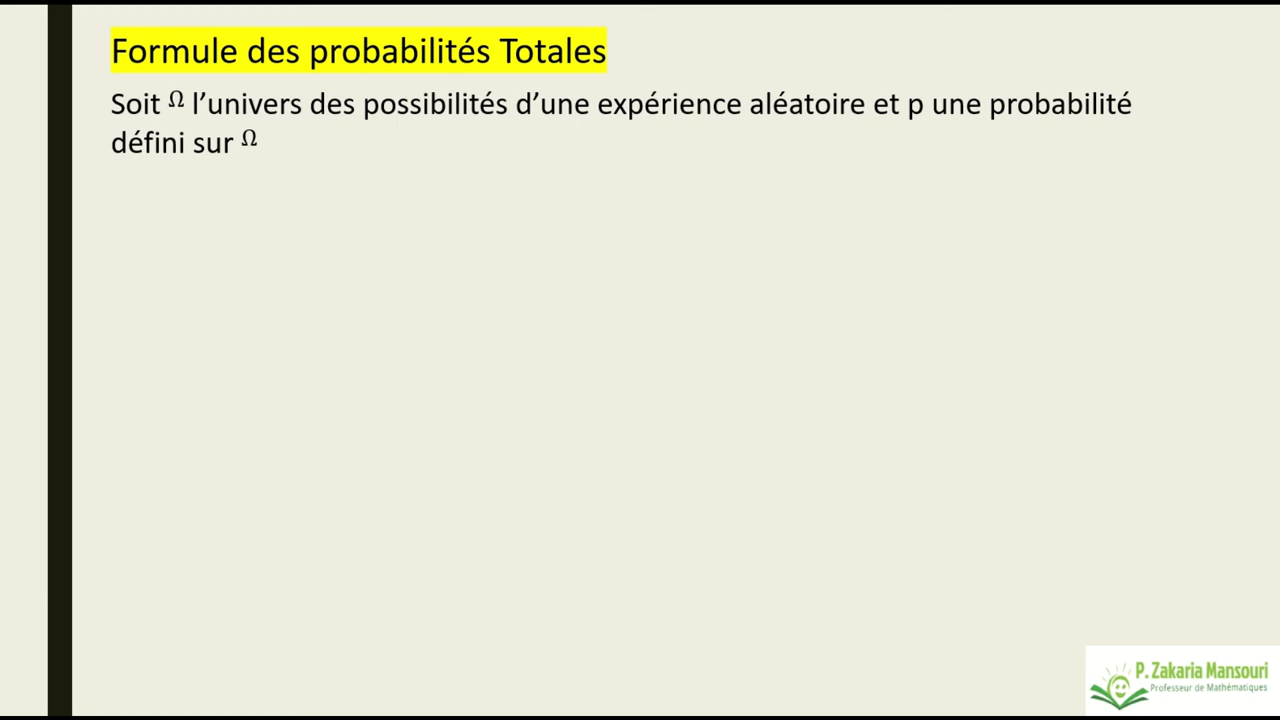 Formule des probabilités Totales
Soit Ω l’univers des possibilités d’une expérience aléatoire et p une probabilité
défini sur Ω
P. Zakaria Mansouri
Professeur de Mathématiques